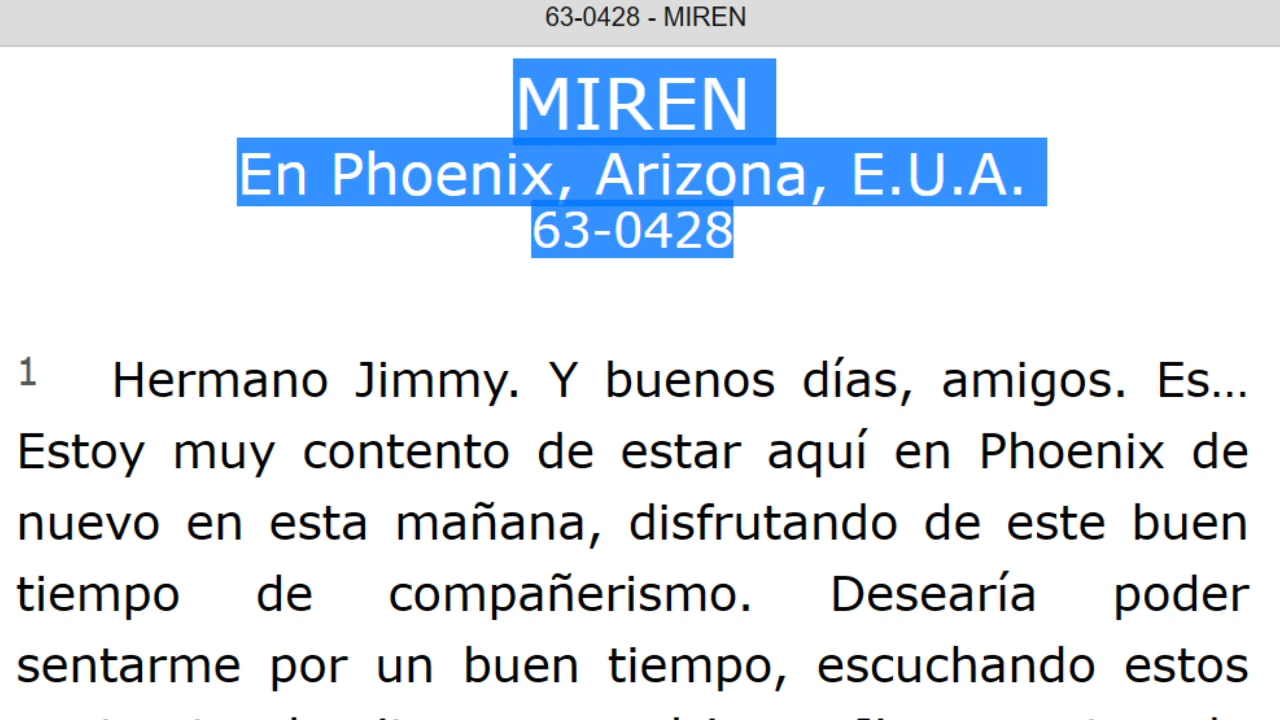 63-0428 - MIREN
MIREN
En Phoenix, Arizona, E.U.A.
63-0428
1 Hermano Jimmy. Y buenos días, amigos. Es…
Estoy muy contento de estar aquí en Phoenix de
nuevo en esta mañana, disfrutando de este buen
tiempo de compañerismo. Desearía poder
sentarme por un buen tiempo, escuchando estos